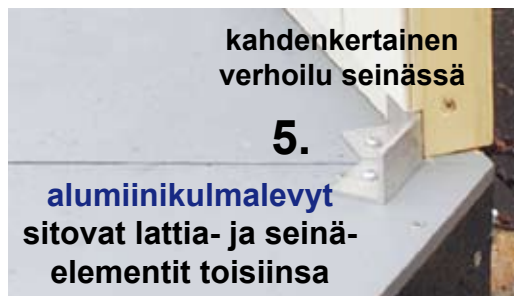 kahdenkertainen
verhoilu seinässä
5.
alumiinikulmalevyt
sitovat lattia- ja seinä-
elementit toisiinsa